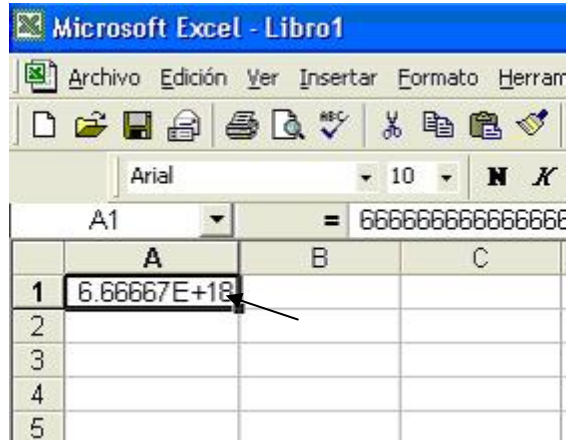 Microsoft Excel - Libro1
Archivo Edición Ver Insertar Formato
ABC
Arial 10 N K
A1 =
A B C
1 6.66667E+18
2
3
4
5